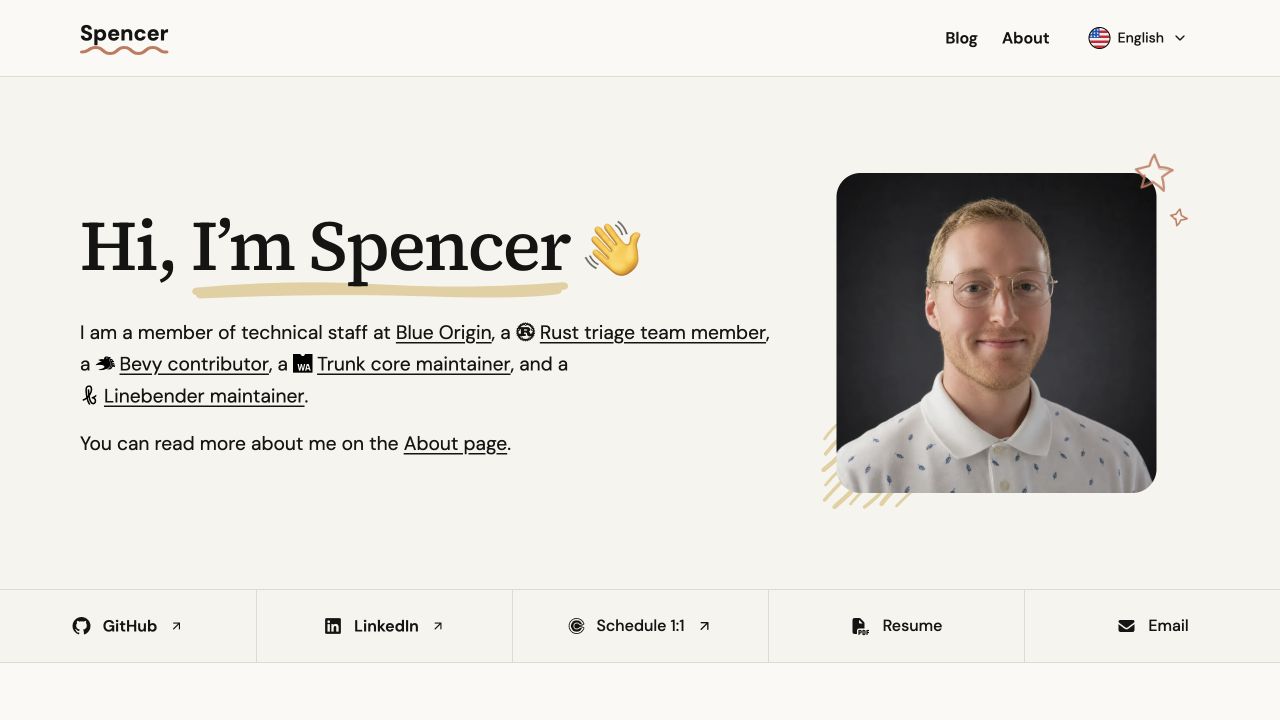 Spencer
Blog
About
English
Hi, I’m Spencer 👋
I am a member of technical staff at Blue Origin, a Rust triage team member,
a Bevy contributor, a WA Trunk core maintainer, and a
Linebender maintainer.
You can read more about me on the About page.
GitHub
LinkedIn
Schedule 1:1
PDF Resume
Email